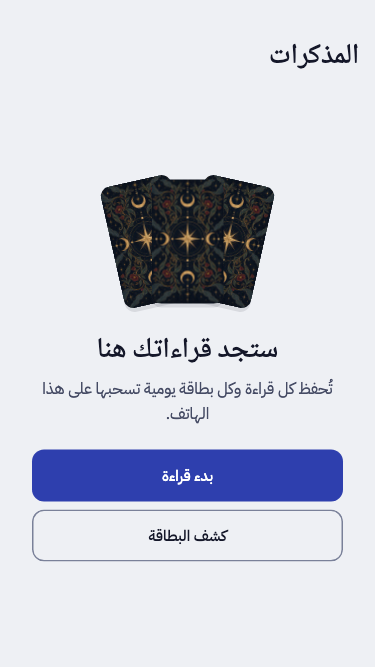 المذكرات
ستجد قراءاتك هنا
تُحفظ كل قراءة وكل بطاقة يومية تسحبها على هذا
الهاتف.
بدء قراءة
كشف البطاقة